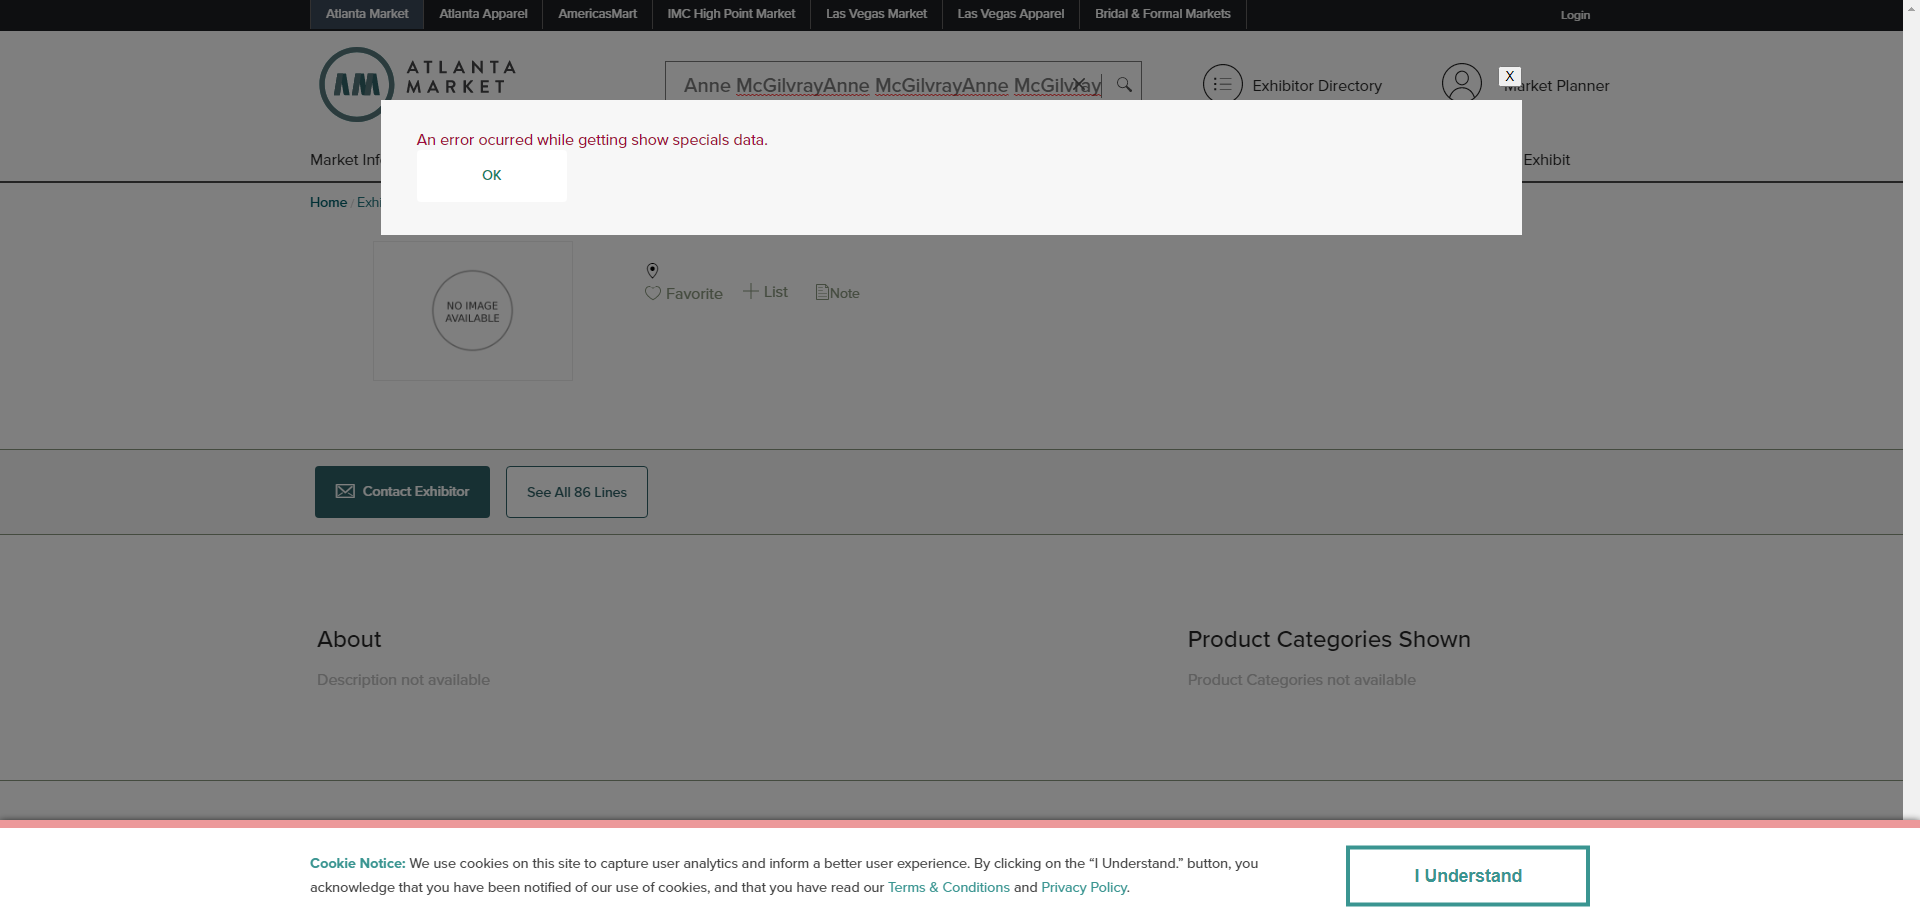 Atlanta Market Atlanta Apparel AmericasMart IMC High Point Market Las Vegas Market Las Vegas Apparel Bridal & Formal Markets Login
ATLANTA
MARKET
Anne McGilvrayAnne McGilvrayAnne McGilvray
Exhibitor Directory
X
Market Planner
An error ocurred while getting show specials data.
OK
Market Inf
Exhibit
Home / Exhi
NO IMAGE
AVAILABLE
Favorite List Note
Contact Exhibitor See All 86 Lines
About
Description not available
Product Categories Shown
Product Categories not available
Cookie Notice: We use cookies on this site to capture user analytics and inform a better user experience. By clicking on the “I Understand.” button, you
acknowledge that you have been notified of our use of cookies, and that you have read our Terms & Conditions and Privacy Policy.
I Understand